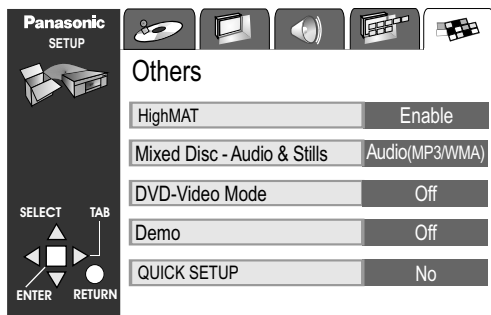 Panasonic
SETUP
Others
HighMAT Enable
Mixed Disc - Audio & Stills Audio(MP3/WMA)
DVD-Video Mode Off
Demo Off
QUICK SETUP No
SELECT TAB
ENTER RETURN